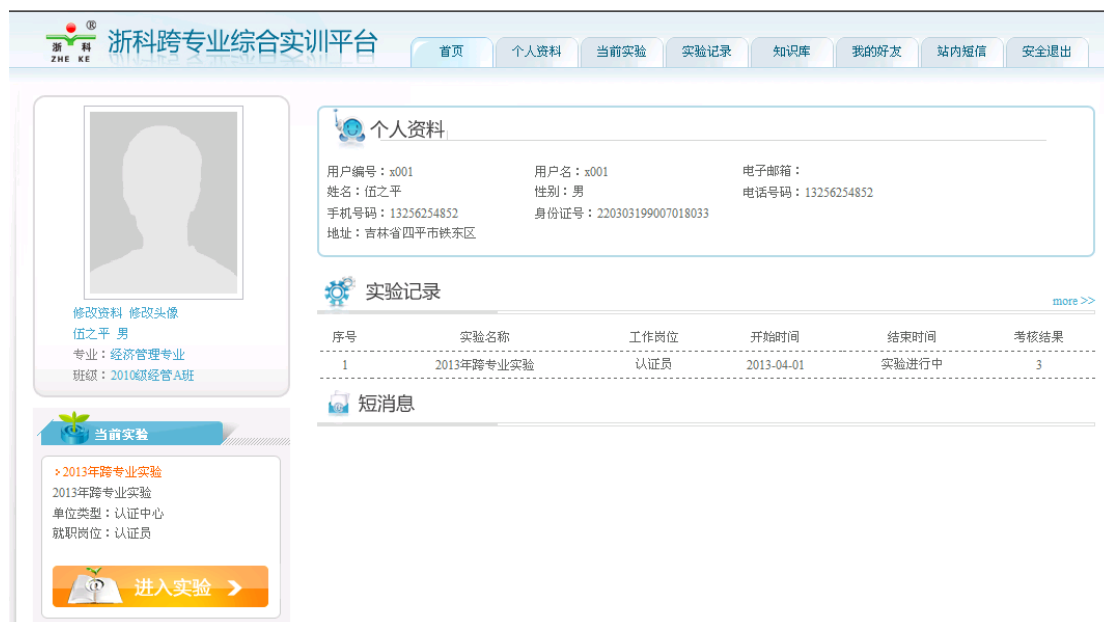 ®
浙 科
ZHE KE
浙科跨专业综合实训平台
首页 个人资料 当前实验 实验记录 知识库 我的好友 站内短信 安全退出
修改资料 修改头像
伍之平 男
专业：经济管理专业
班级：2010级经管A班
当前实验
>2013年跨专业实验
2013年跨专业实验
单位类型：认证中心
就职岗位：认证员
进入实验
个人资料
用户编号：x001 用户名：x001 电子邮箱：
姓名：伍之平 性别：男 电话号码：13256254852
手机号码：13256254852 身份证号：220303199007018033
地址：吉林省四平市铁东区
实验记录
more >>
序号 实验名称 工作岗位 开始时间 结束时间 考核结果
1 2013年跨专业实验 认证员 2013-04-01 实验进行中 3
短消息